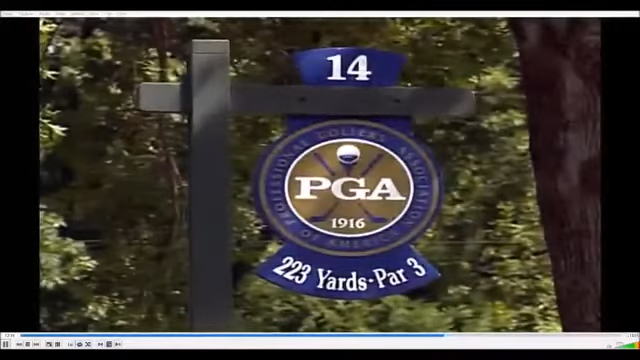 14
PROFESSIONAL GOLFERS ASSOCIATION
PGA
1916
OF AMERICA
223 Yards-Par 3